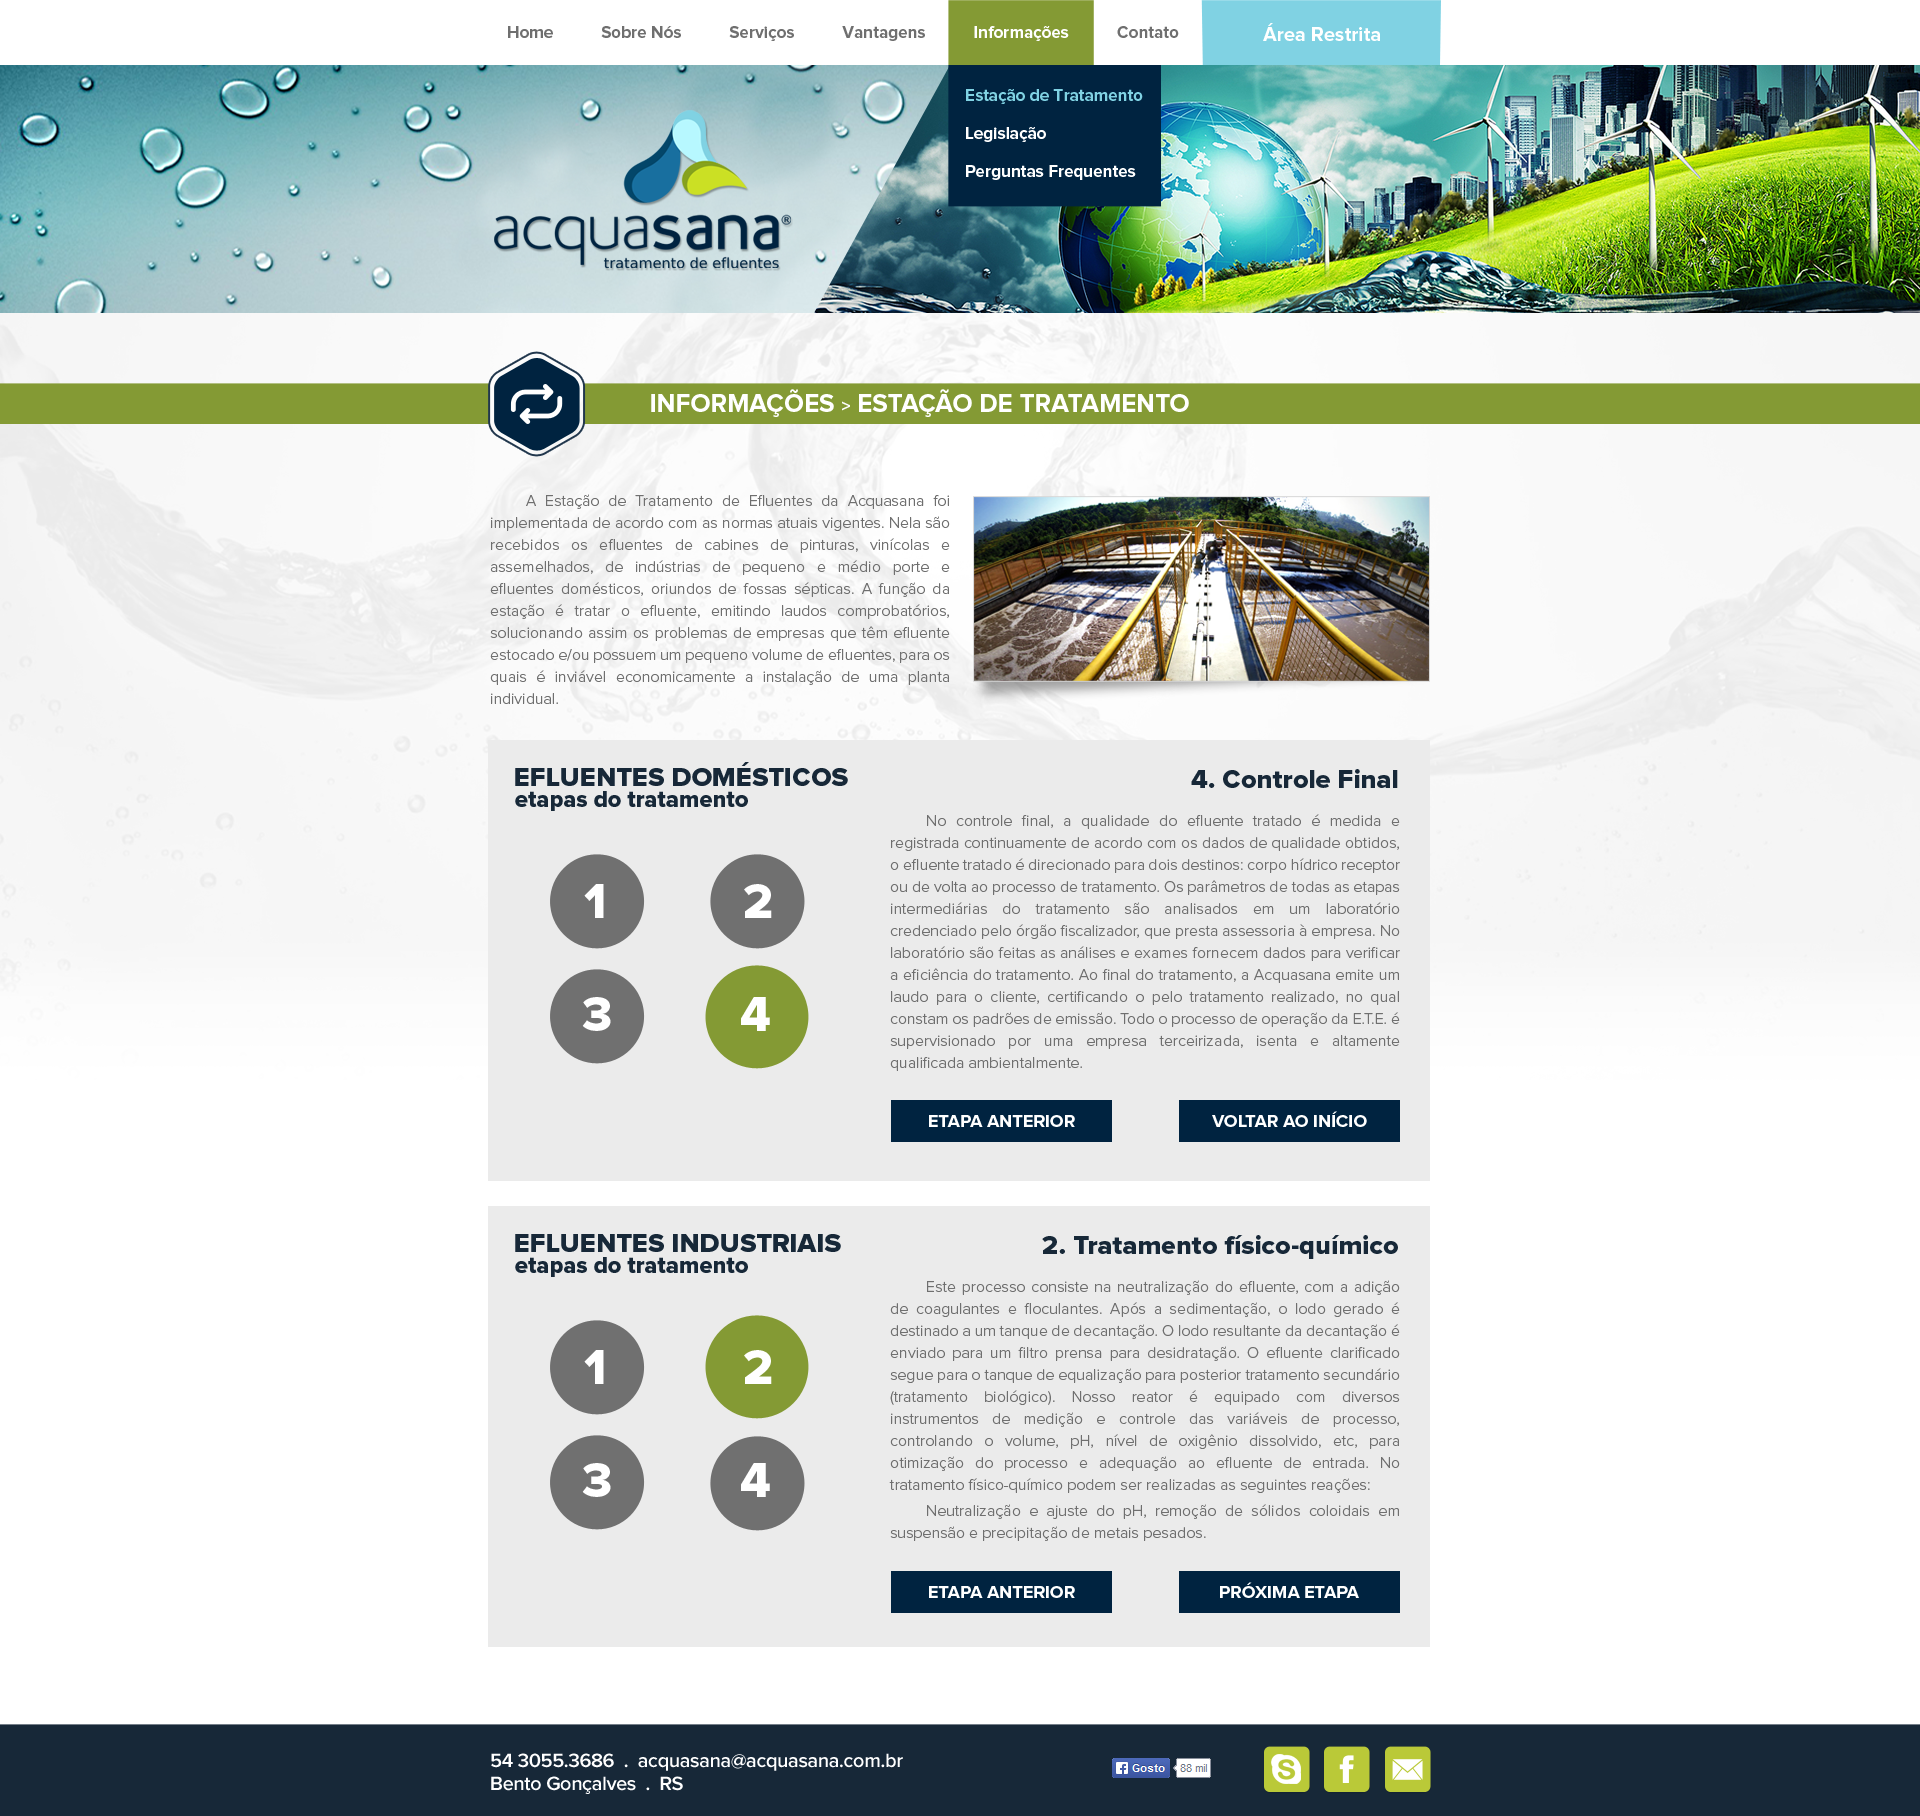 Home Sobre Nós Serviços Vantagens Informações Contato Área Restrita
Estação de Tratamento
Legislação
Perguntas Frequentes
acquasana®
tratamento de efluentes
INFORMAÇÕES > ESTAÇÃO DE TRATAMENTO
A Estação de Tratamento de Efluentes da Acquasana foi
implementada de acordo com as normas atuais vigentes. Nela são
recebidos os efluentes de cabines de pinturas, vinícolas e
assemelhados, de indústrias de pequeno e médio porte e
efluentes domésticos, oriundos de fossas sépticas. A função da
estação é tratar o efluente, emitindo laudos comprobatórios,
solucionando assim os problemas de empresas que têm efluente
estocado e/ou possuem um pequeno volume de efluentes, para os
quais é inviável economicamente a instalação de uma planta
individual.
EFLUENTES DOMÉSTICOS
etapas do tratamento
1 2
3 4
4. Controle Final
No controle final, a qualidade do efluente tratado é medida e
registrada continuamente de acordo com os dados de qualidade obtidos,
o efluente tratado é direcionado para dois destinos: corpo hídrico receptor
ou de volta ao processo de tratamento. Os parâmetros de todas as etapas
intermediárias do tratamento são analisados em um laboratório
credenciado pelo órgão fiscalizador, que presta assessoria à empresa. No
laboratório são feitas as análises e exames fornecem dados para verificar
a eficiência do tratamento. Ao final do tratamento, a Acquasana emite um
laudo para o cliente, certificando o pelo tratamento realizado, no qual
constam os padrões de emissão. Todo o processo de operação da E.T.E. é
supervisionado por uma empresa terceirizada, isenta e altamente
qualificada ambientalmente.
ETAPA ANTERIOR VOLTAR AO INÍCIO
EFLUENTES INDUSTRIAIS
etapas do tratamento
1 2
3 4
2. Tratamento físico-químico
Este processo consiste na neutralização do efluente, com a adição
de coagulantes e floculantes. Após a sedimentação, o lodo gerado é
destinado a um tanque de decantação. O lodo resultante da decantação é
enviado para um filtro prensa para desidratação. O efluente clarificado
segue para o tanque de equalização para posterior tratamento secundário
(tratamento biológico). Nosso reator é equipado com diversos
instrumentos de medição e controle das variáveis de processo,
controlando o volume, pH, nível de oxigênio dissolvido, etc, para
otimização do processo e adequação ao efluente de entrada. No
tratamento físico-químico podem ser realizadas as seguintes reações:
Neutralização e ajuste do pH, remoção de sólidos coloidais em
suspensão e precipitação de metais pesados.
ETAPA ANTERIOR PRÓXIMA ETAPA
54 3055.3686 . acquasana@acquasana.com.br
Bento Gonçalves . RS
Gosto 88 mil